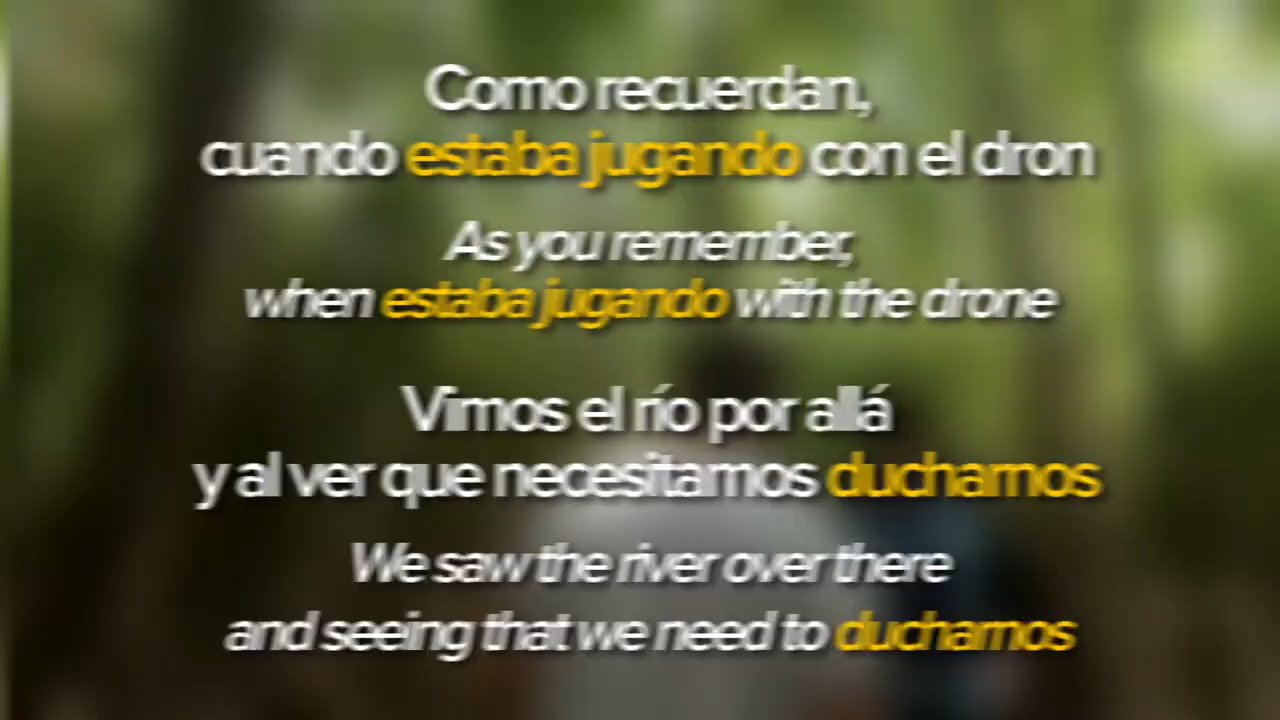 Como recuerdan,
cuando estaba jugando con el dron
As you remember,
when estaba jugando with the drone
Vimos el río por allá
y al ver que necesitamos ducharnos
We saw the river over there
and seeing that we need to ducharnos